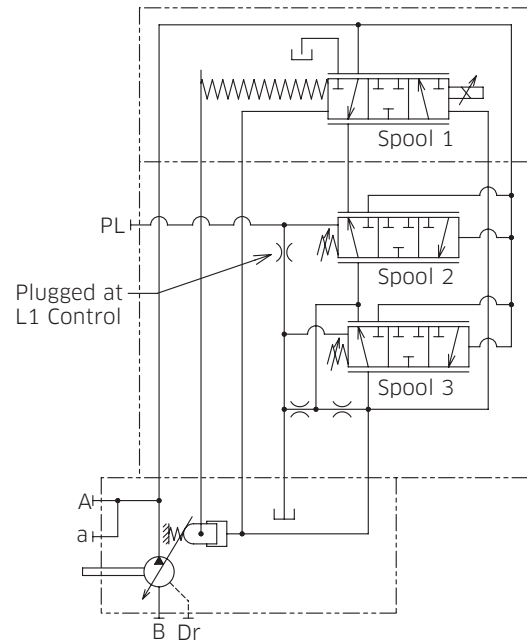 Spool 1
PL
Spool 2
Plugged at
L1 Control
Spool 3
A
a
B Dr